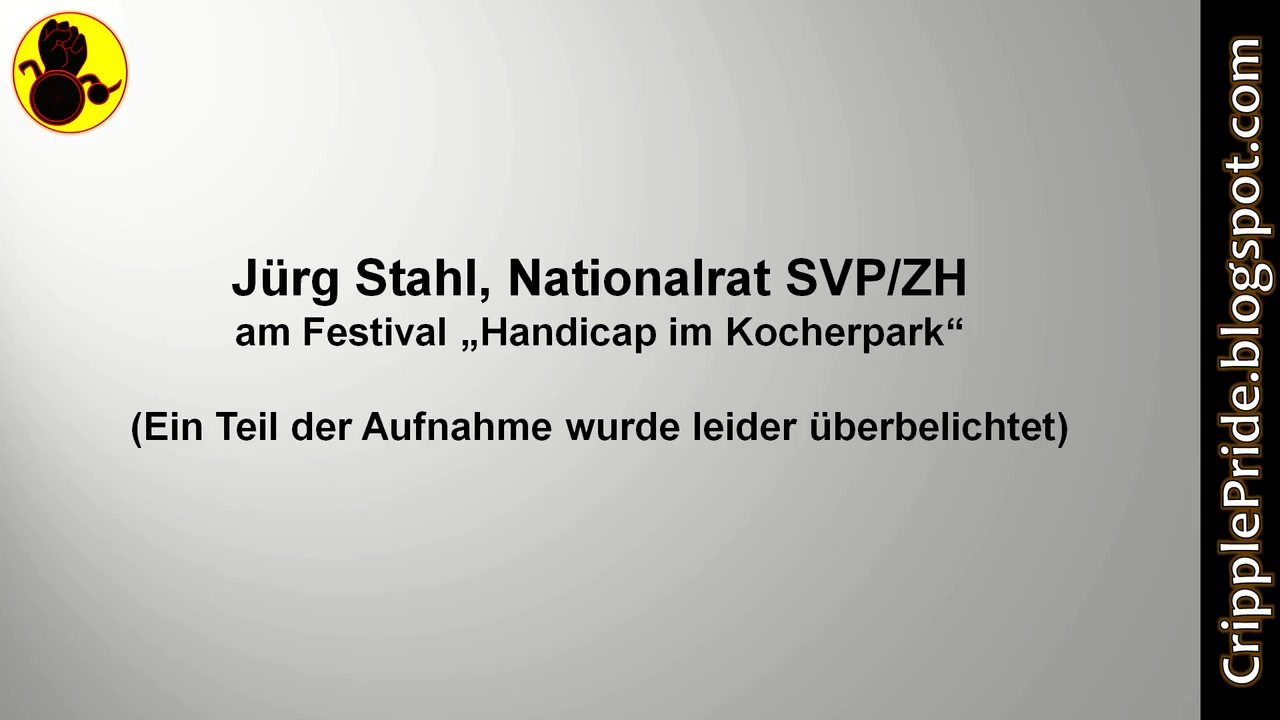 Jürg Stahl, Nationalrat SVP/ZH
am Festival „Handicap im Kocherpark“
(Ein Teil der Aufnahme wurde leider überbelichtet)
CripplePride.blogspot.com